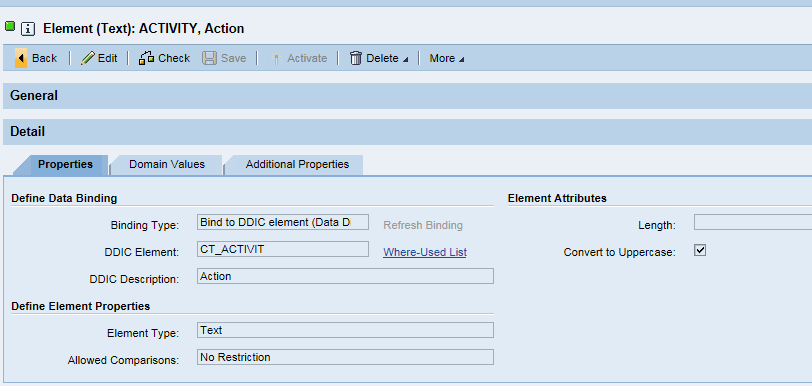 Element (Text): ACTIVITY, Action
Back Edit Check Save Activate Delete More
General
Detail
Properties Domain Values Additional Properties
Define Data Binding Element Attributes
Binding Type: Bind to DDIC element (Data D Refresh Binding Length:
DDIC Element: CT_ACTIVIT Where-Used List Convert to Uppercase:
DDIC Description: Action
Define Element Properties
Element Type: Text
Allowed Comparisons: No Restriction